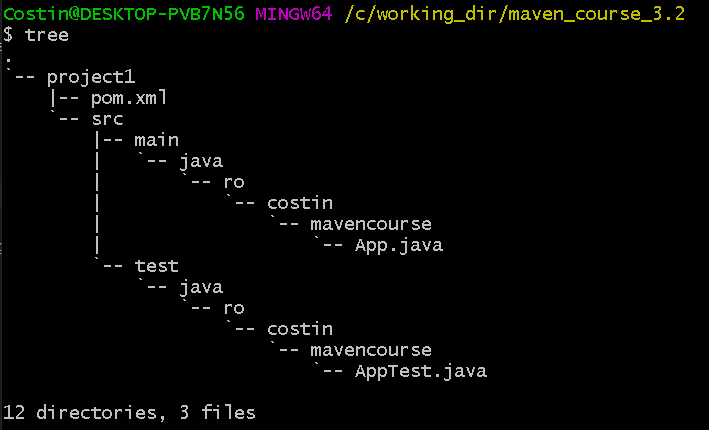 Costin@DESKTOP-PVB7N56 MINGW64 /c/working_dir/maven_course_3.2
$ tree
.
`-- project1
    |-- pom.xml
    `-- src
        |-- main
        |   `-- java
        |       `-- ro
        |           `-- costin
        |               `-- mavencourse
        |                   `-- App.java
        `-- test
            `-- java
                `-- ro
                    `-- costin
                        `-- mavencourse
                            `-- AppTest.java

12 directories, 3 files